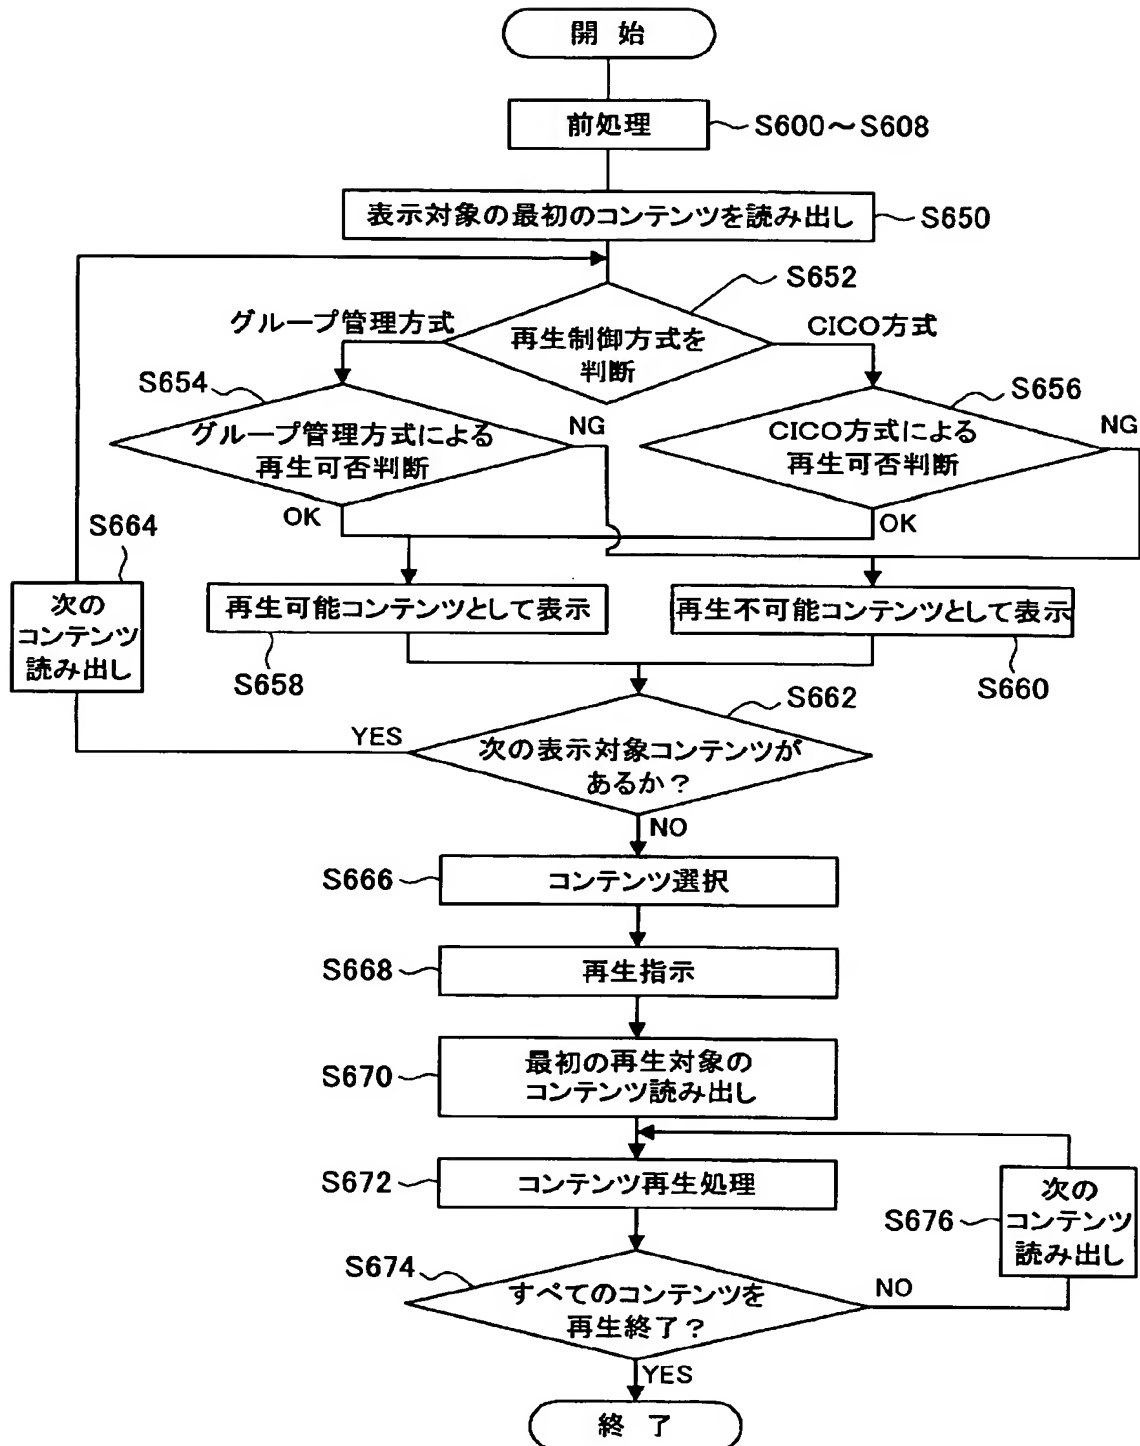 開 始
前処理
S600～S608
表示対象の最初のコンテンツを読み出し
S650
S652
グループ管理方式
CICO方式
再生制御方式を
判断
S654
S656
グループ管理方式による
再生可否判断
NG
CICO方式による
再生可否判断
NG
OK
OK
S664
次の
コンテンツ
読み出し
再生可能コンテンツとして表示
再生不可能コンテンツとして表示
S658
S660
S662
YES
次の表示対象コンテンツが
あるか?
NO
S666
コンテンツ選択
S668
再生指示
S670
最初の再生対象の
コンテンツ読み出し
S672
コンテンツ再生処理
次の
コンテンツ
読み出し
S676
S674
すべてのコンテンツを
再生終了?
NO
YES
終 了